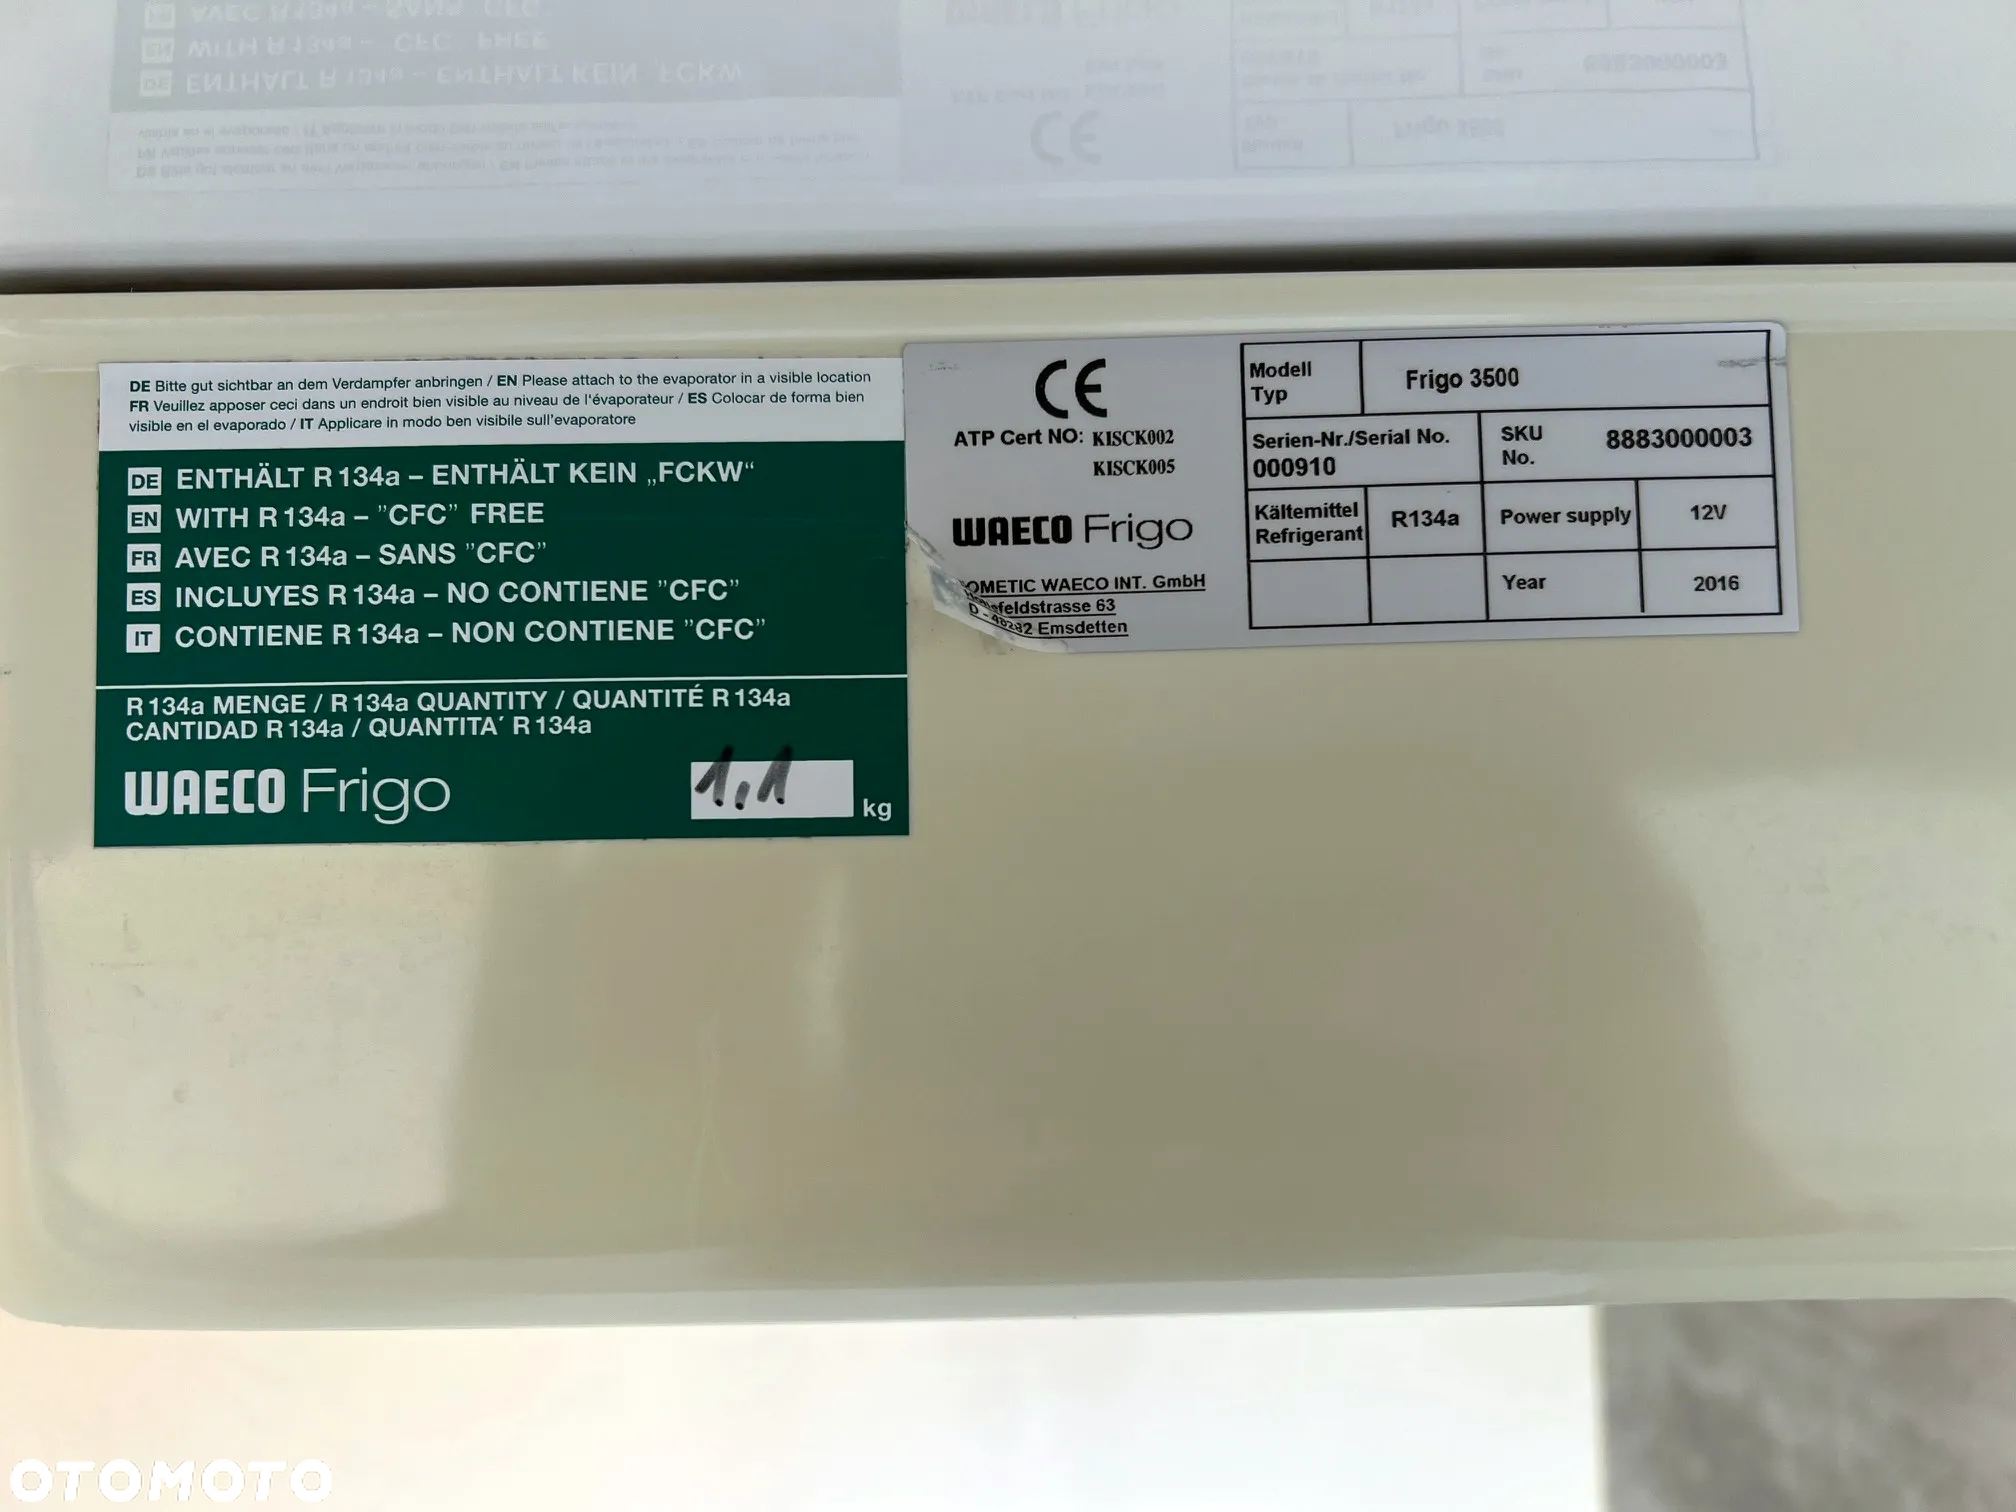 DE Bitte gut sichtbar an dem Verdampfer anbringen / EN Please attach to the evaporator in a visible location
FR Veuillez apposer ceci dans un endroit bien visible au niveau de l'évaporateur / ES Colocar de forma bien
visible en el evaporado / IT Applicare in modo ben visibile sull'evaporatore
DE ENTHÄLT R 134a – ENTHÄLT KEIN „FCKW“
EN WITH R 134a – ”CFC” FREE
FR AVEC R 134a – SANS ”CFC”
ES INCLUYES R 134a – NO CONTIENE ”CFC”
IT CONTIENE R 134a – NON CONTIENE ”CFC”
R 134a MENGE / R 134a QUANTITY / QUANTITÉ R 134a
CANTIDAD R 134a / QUANTITA´ R 134a
WAECO Frigo
1,1 kg
CE
ATP Cert NO: KISCK002
KISCK005
WAECO Frigo
OMETIC WAECO INT. GmbH
feldstrasse 63
Emsdetten
Modell
Typ
Frigo 3500
Serien-Nr./Serial No.
000910
SKU
No.
8883000003
Kältemittel
Refrigerant
R134a
Power supply
12V
Year
2016
OTOMOTO